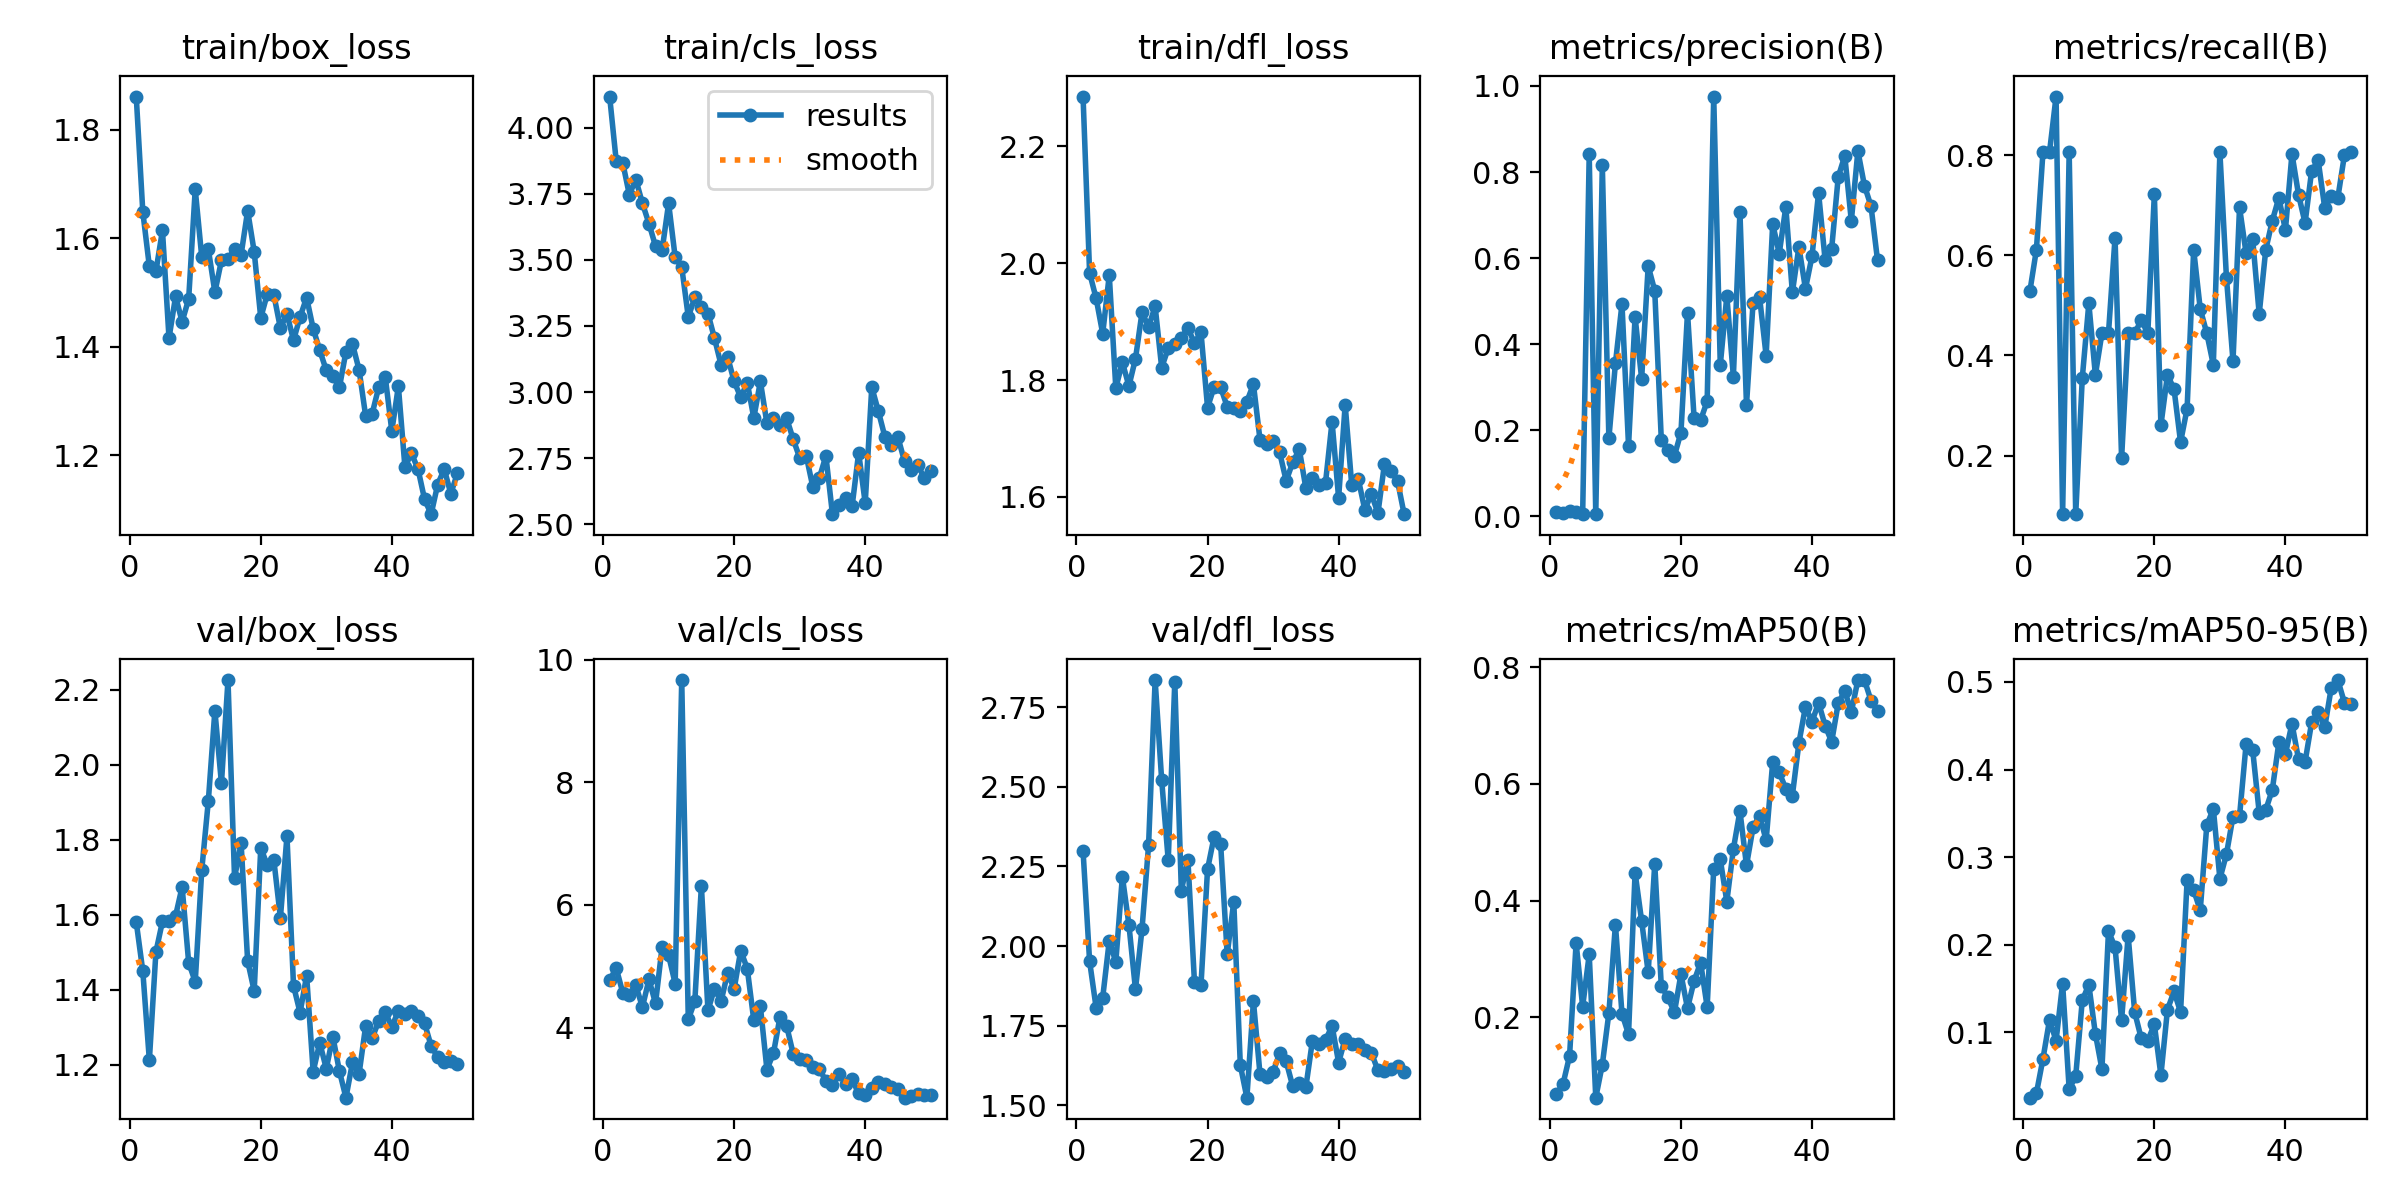 train/box_loss
train/cls_loss
train/dfl_loss
metrics/precision(B)
metrics/recall(B)
results
smooth
1.8
1.6
1.4
1.2
0 20 40
4.00
3.75
3.50
3.25
3.00
2.75
2.50
0 20 40
2.2
2.0
1.8
1.6
0 20 40
1.0
0.8
0.6
0.4
0.2
0.0
0 20 40
0.8
0.6
0.4
0.2
0 20 40
val/box_loss
val/cls_loss
val/dfl_loss
metrics/mAP50(B)
metrics/mAP50-95(B)
2.2
2.0
1.8
1.6
1.4
1.2
0 20 40
10
8
6
4
0 20 40
2.75
2.50
2.25
2.00
1.75
1.50
0 20 40
0.8
0.6
0.4
0.2
0 20 40
0.5
0.4
0.3
0.2
0.1
0 20 40